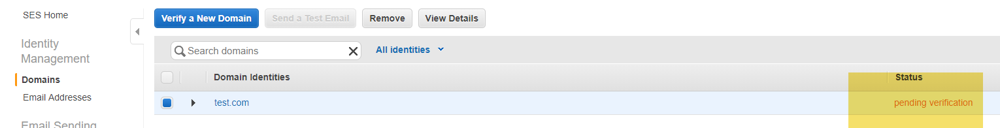 SES Home
Identity
Management
Domains
Email Addresses
Email Sending
Verify a New Domain
Send a Test Email
Remove
View Details
Search domains
All identities
Domain Identities
Status
test.com
pending verification